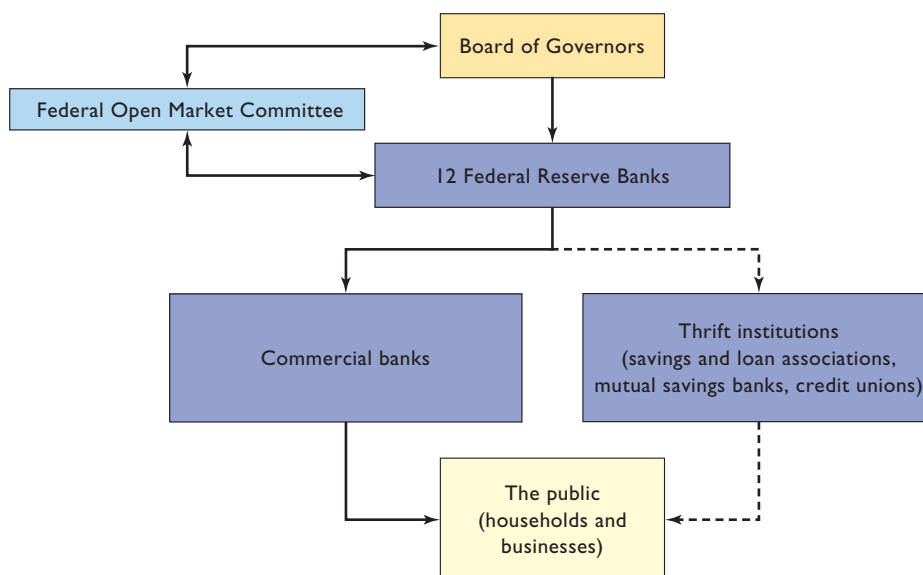 Board of Governors
Federal Open Market Committee
12 Federal Reserve Banks
Commercial banks
Thrift institutions
(savings and loan associations,
mutual savings banks, credit unions)
The public
(households and
businesses)